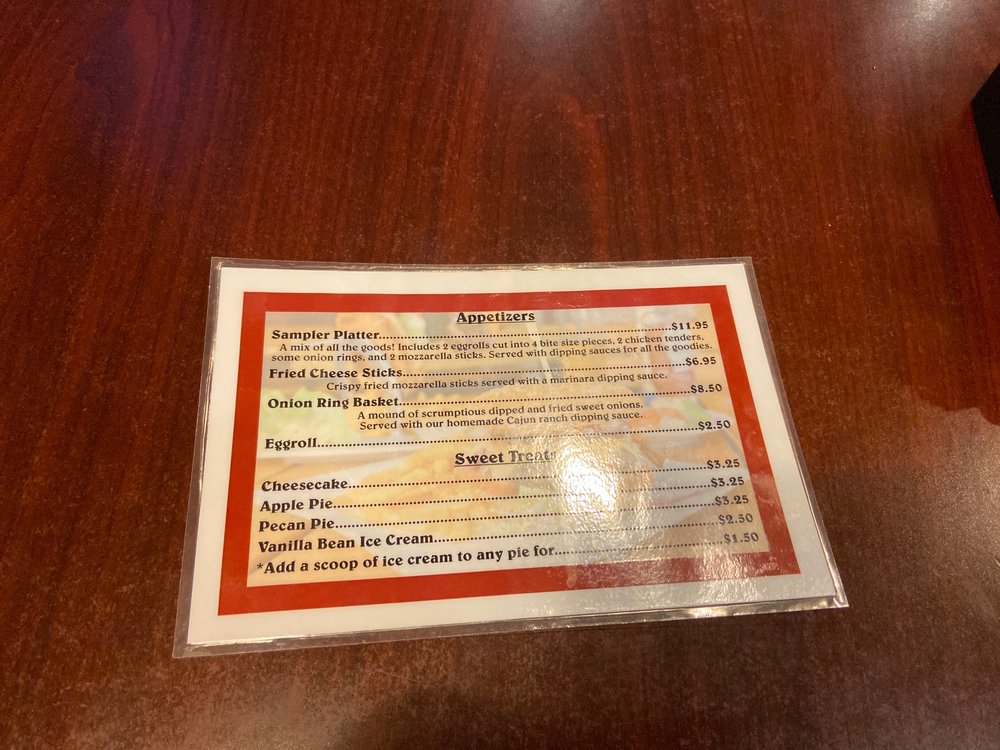 Appetizers
Sampler Platter...$11.95
A mix of all the goods! Includes 2 eggrolls cut into 4 bite size pieces, 2 chicken tenders,
some onion rings, and 2 mozzarella sticks. Served with dipping sauces for all the goodies.
Fried Cheese Sticks...$6.95
Crispy fried mozzarella sticks served with a marinara dipping sauce.
Onion Ring Basket...$8.50
A mound of scrumptious dipped and fried sweet onions.
Served with our homemade Cajun ranch dipping sauce.
Eggroll...$2.50
Sweet Treats
Cheesecake...$3.25
Apple Pie...$3.25
Pecan Pie...$3.25
Vanilla Bean Ice Cream...$2.50
*Add a scoop of ice cream to any pie for...$1.50